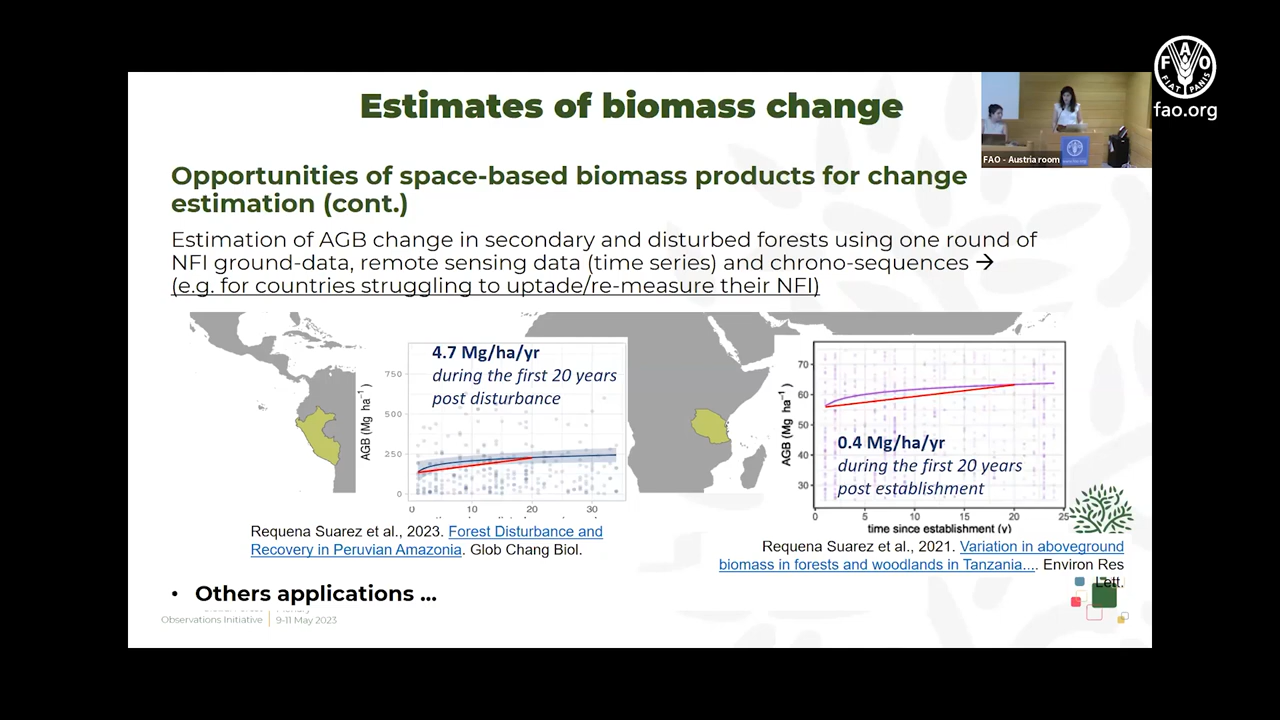 Estimates of biomass change
F A O
FIAT PANIS
fao.org
FAO - Austria room
Opportunities of space-based biomass products for change
estimation (cont.)
Estimation of AGB change in secondary and disturbed forests using one round of
NFI ground-data, remote sensing data (time series) and chrono-sequences →
(e.g. for countries struggling to uptade/re-measure their NFI)
4.7 Mg/ha/yr
during the first 20 years
post disturbance
AGB (Mg ha⁻¹)
750
500
250
0
0 10 20 30
Requena Suarez et al., 2023. Forest Disturbance and
Recovery in Peruvian Amazonia. Glob Chang Biol.
AGB (Mg ha⁻¹)
70
60
50
40
30
0.4 Mg/ha/yr
during the first 20 years
post establishment
0 5 10 15 20 25
time since establishment (y)
Requena Suarez et al., 2021. Variation in aboveground
biomass in forests and woodlands in Tanzania.... Environ Res
Lett.
• Others applications ...
Observations Initiative
9-11 May 2023